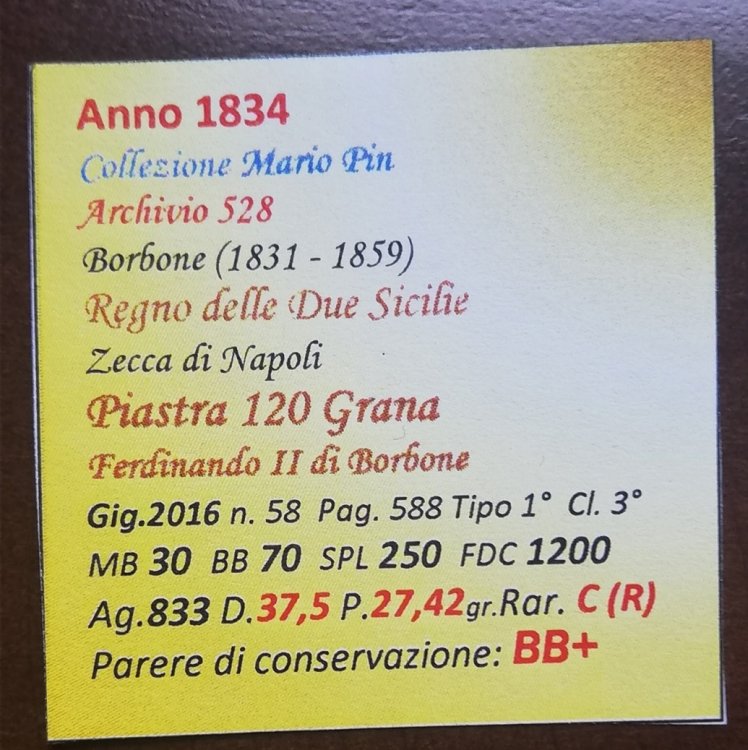 Anno 1834
Collezione Mario Pin
Archivio 528
Borbone (1831 - 1859)
Regno delle Due Sicilie
Zecca di Napoli
Piastra 120 Grana
Ferdinando II di Borbone
Gig.2016 n. 58 Pag. 588 Tipo 1° Cl. 3°
MB 30 BB 70 SPL 250 FDC 1200
Ag.833 D.37,5 P.27,42gr.Rar. C (R)
Parere di conservazione: BB+